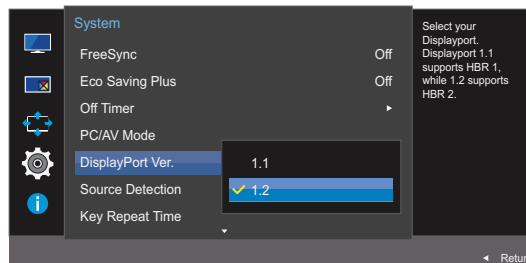 System
FreeSync Off
Eco Saving Plus Off
Off Timer
PC/AV Mode
DisplayPort Ver. 1.1
1.2
Source Detection
Key Repeat Time
Select your
Displayport.
Displayport 1.1
supports HBR 1,
while 1.2 supports
HBR 2.
Retur